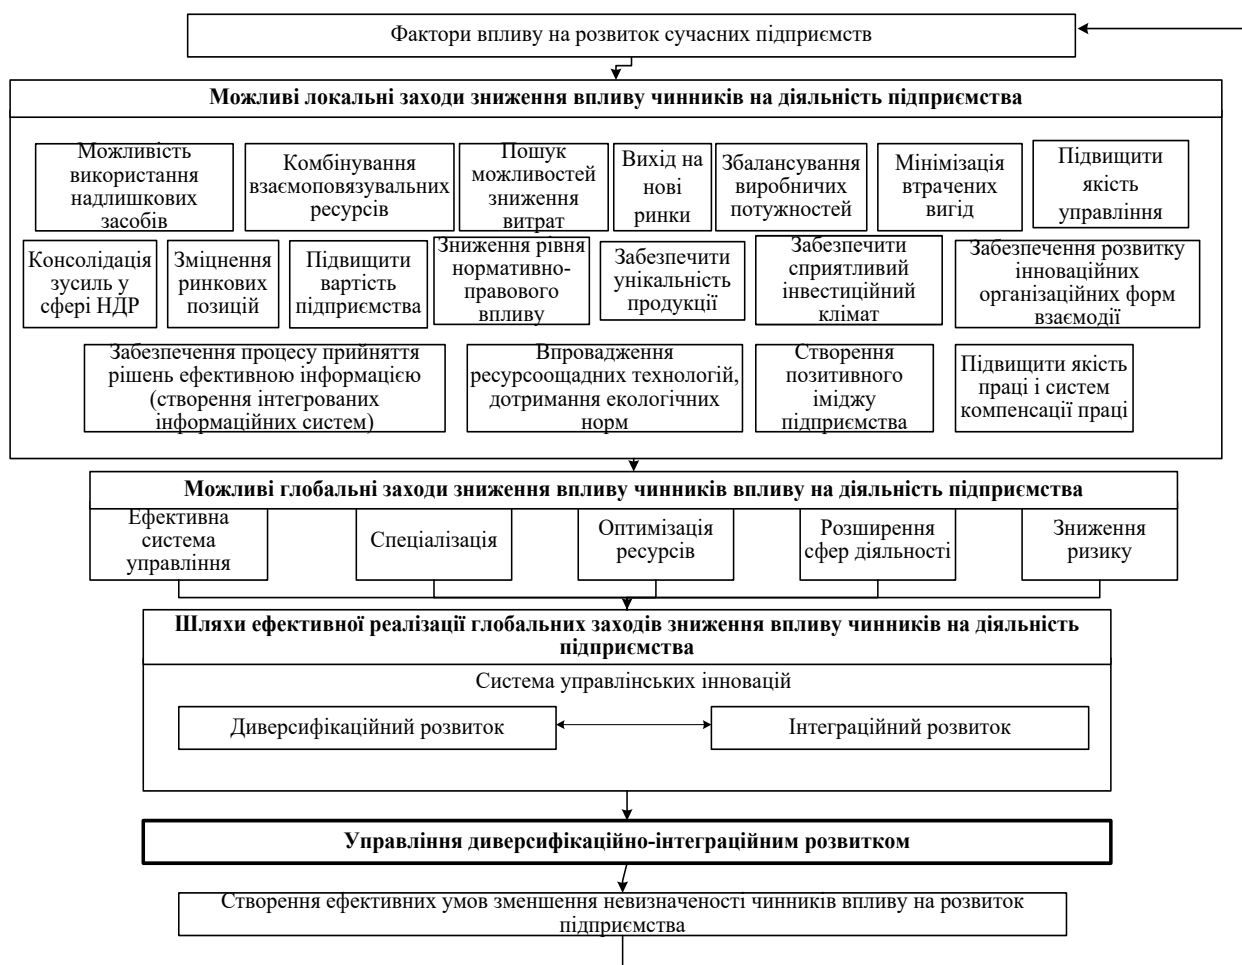 Фактори впливу на розвиток сучасних підприємств
Можливі локальні заходи зниження впливу чинників на діяльність підприємства
Можливість
використання
надлишкових
засобів
Комбінування
взаємоповязувальних
ресурсів
Пошук
можливостей
зниження
витрат
Вихід на
нові
ринки
Збалансування
виробничих
потужностей
Мінімізація
втрачених
вигід
Підвищити
якість
управління
Консолідація
зусиль у
сфері НДР
Зміцнення
ринкових
позицій
Підвищити
вартість
підприємства
Зниження рівня
нормативно-
правового
впливу
Забезпечити
унікальність
продукції
Забезпечити
сприятливий
інвестиційний
клімат
Забезпечення розвитку
інноваційних
організаційних форм
взаємодії
Забезпечення процесу прийняття
рішень ефективною інформацією
(створення інтегрованих
інформаційних систем)
Впровадження
ресурсоощадних технологій,
дотримання екологічних
норм
Створення
позитивного
іміджу
підприємства
Підвищити якість
праці і систем
компенсації праці
Можливі глобальні заходи зниження впливу чинників впливу на діяльність підприємства
Ефективна
система
управління
Спеціалізація
Оптимізація
ресурсів
Розширення
сфер діяльності
Зниження
ризику
Шляхи ефективної реалізації глобальних заходів зниження впливу чинників на діяльність
підприємства
Система управлінських інновацій
Диверсифікаційний розвиток
Інтеграційний розвиток
Управління диверсифікаційно-інтеграційним розвитком
Створення ефективних умов зменшення невизначеності чинників впливу на розвиток
підприємства